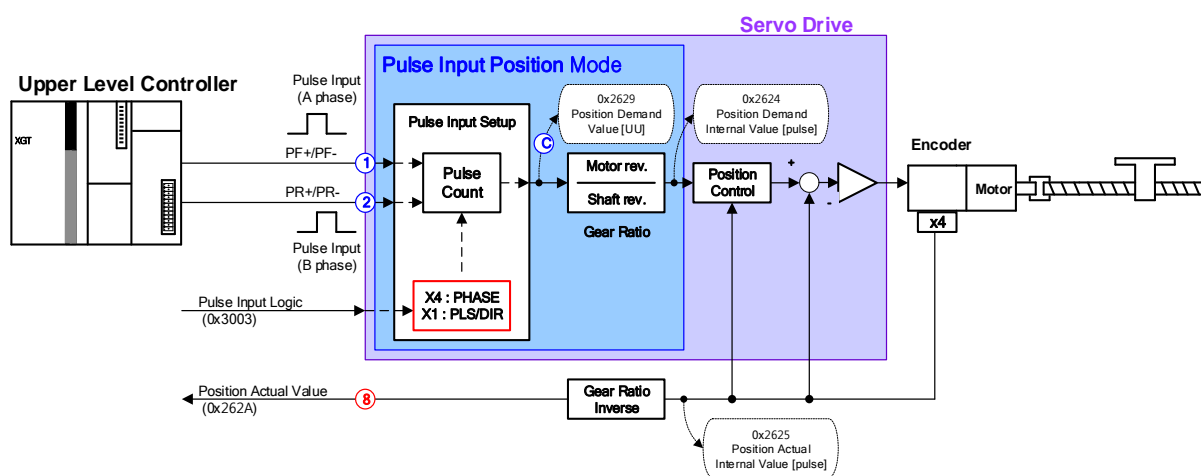 Servo Drive
Pulse Input Position Mode
Upper Level Controller
XGT
Pulse Input
(A phase)
PF+/PF-
1
PR+/PR-
2
Pulse Input
(B phase)
Pulse Input Setup
Pulse
Count
X4 : PHASE
X1 : PLS/DIR
Pulse Input Logic
(0x3003)
C
0x2629
Position Demand
Value [UU]
Motor rev.
Shaft rev.
Gear Ratio
0x2624
Position Demand
Internal Value [pulse]
Position
Control
+
-
Encoder
Motor
x4
Position Actual Value
(0x262A)
8
Gear Ratio
Inverse
0x2625
Position Actual
Internal Value [pulse]